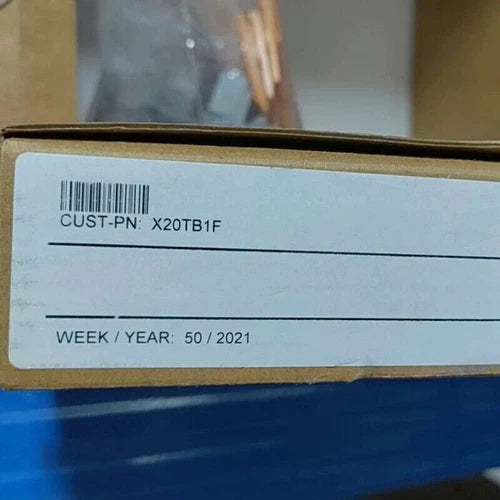 CUST-PN: X20TB1F
WEEK / YEAR: 50 / 2021